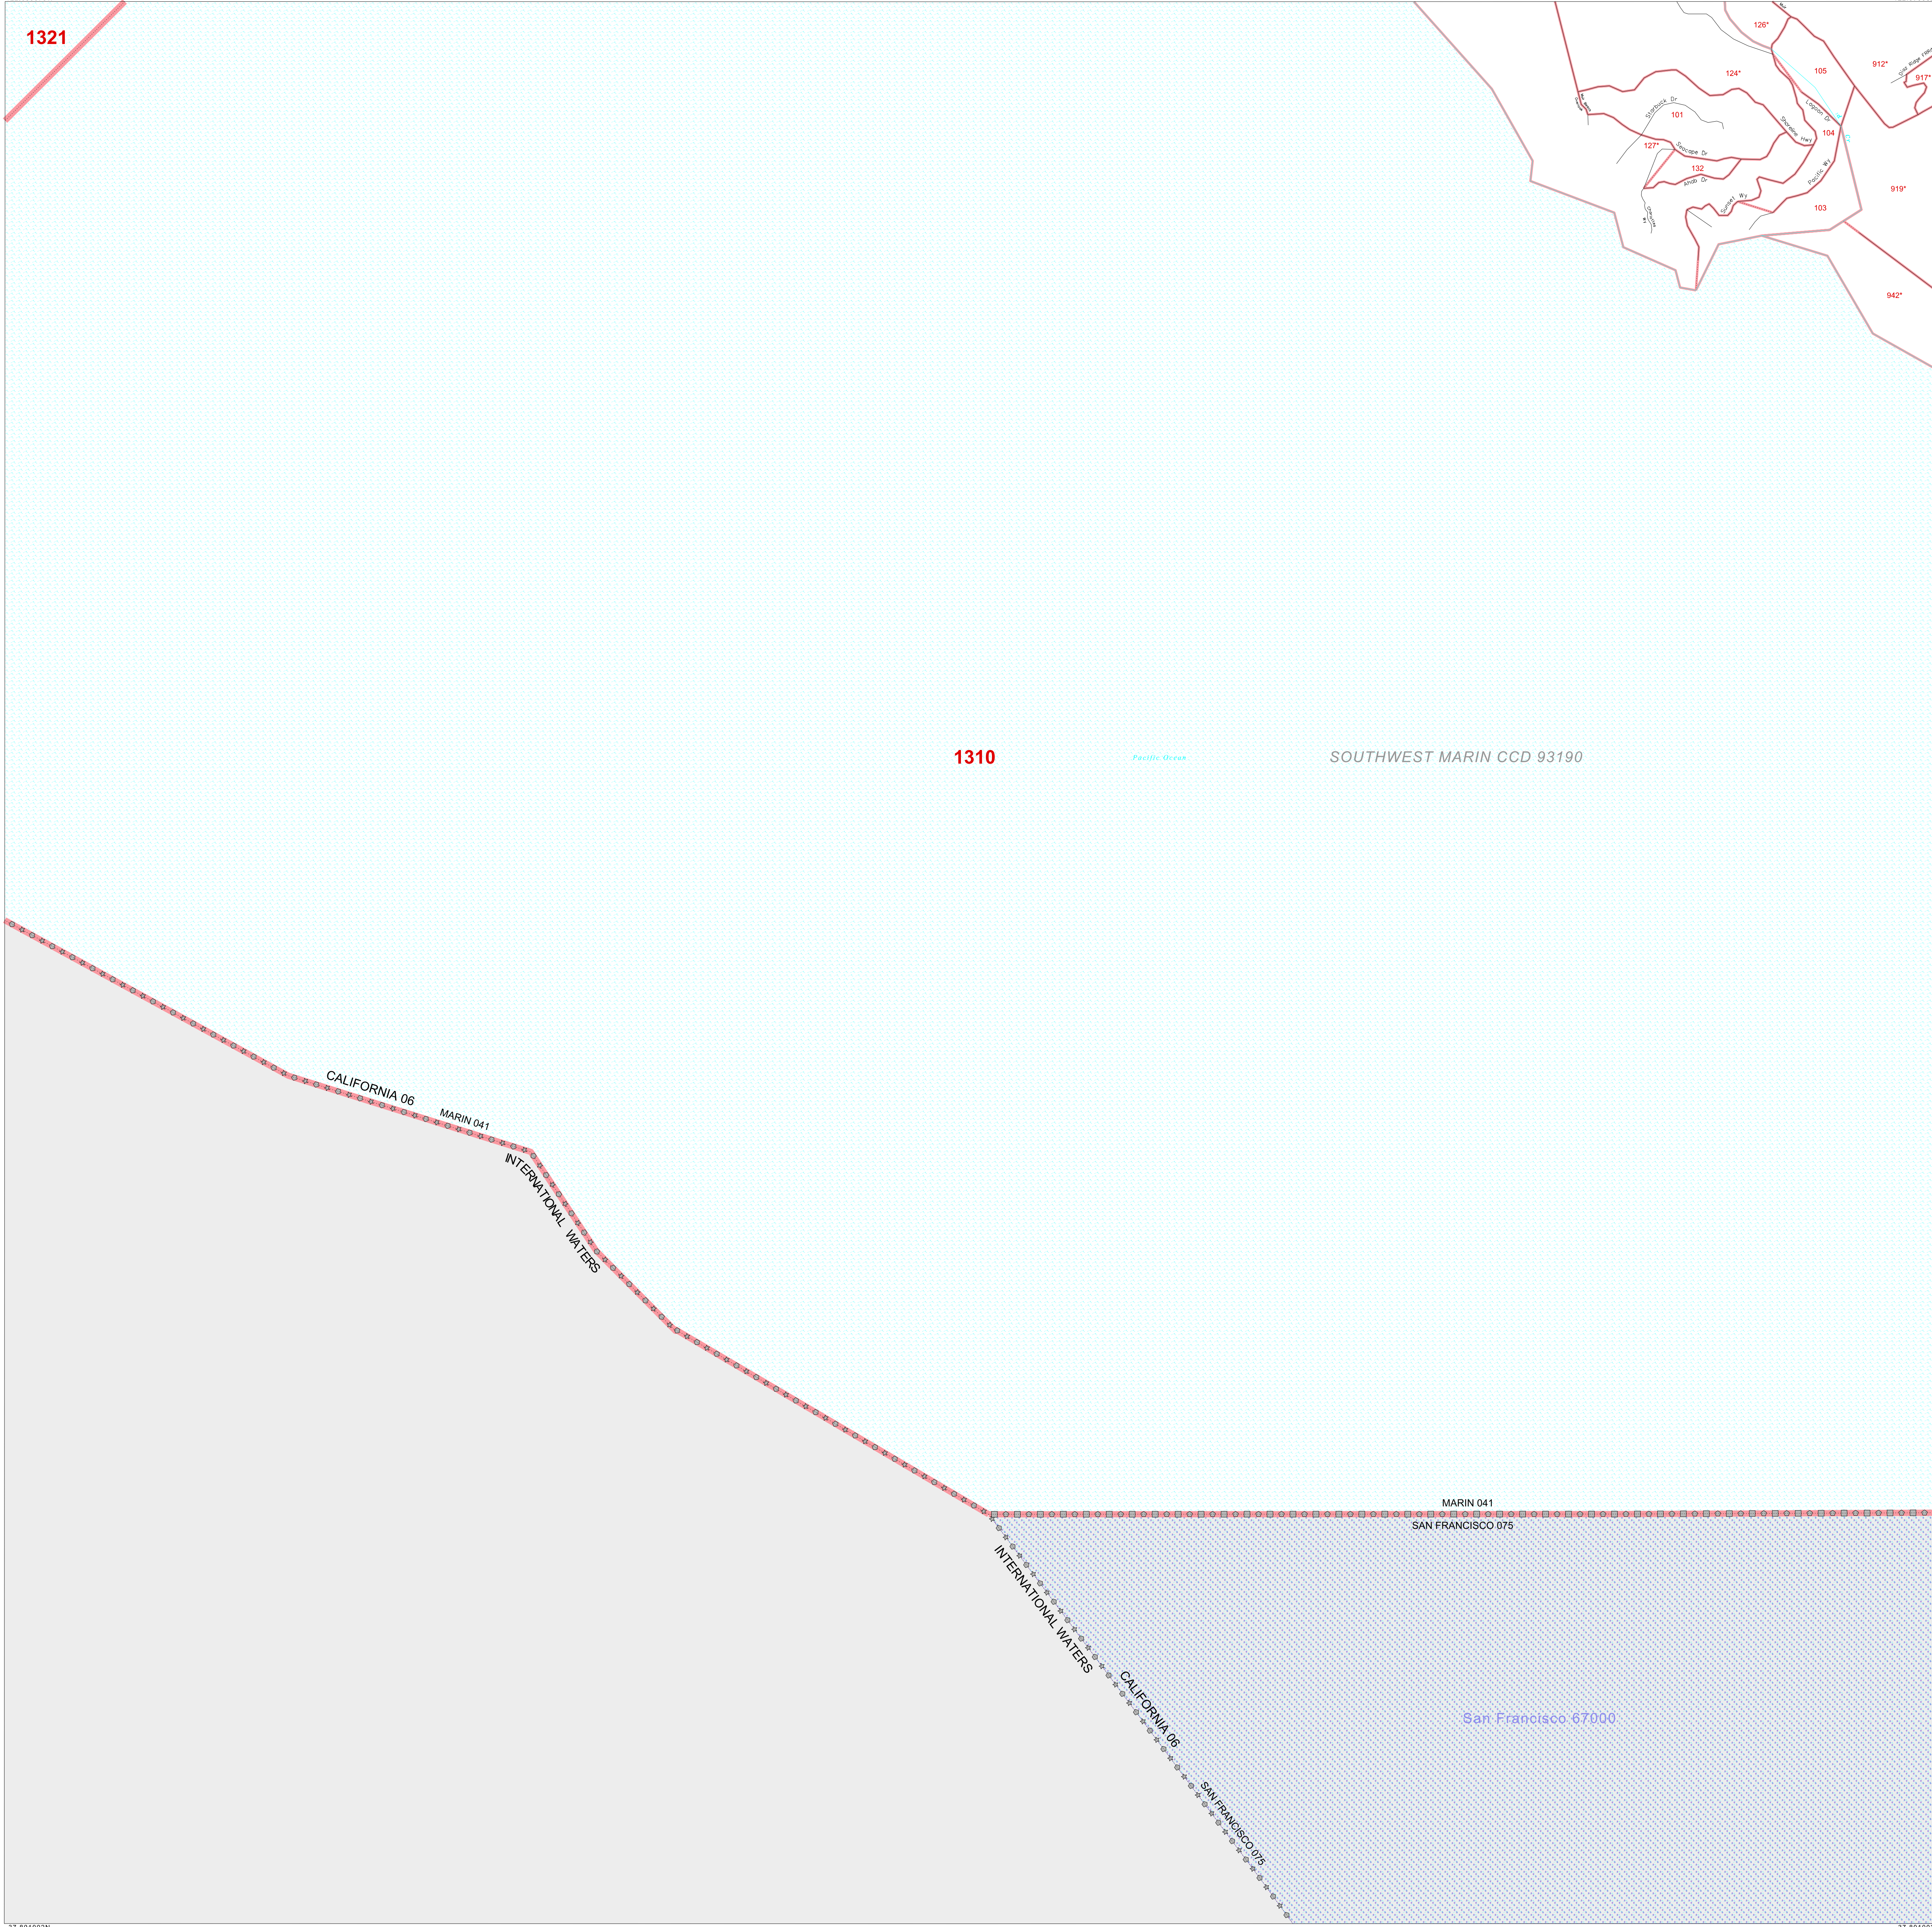 1321
126*
105
912*
Diaz Ridge
917*
124*
Starbuck Dr
101
Lagoon Dr
Shoreline Hwy
104
127*
Seacape Dr
132
Ahab Dr
Pacific Wy
Sunset Wy
103
919*
942*
1310
Pacific Ocean
SOUTHWEST MARIN CCD 93190
CALIFORNIA 06
MARIN 041
INTERNATIONAL WATERS
MARIN 041
SAN FRANCISCO 075
INTERNATIONAL WATERS
CALIFORNIA 06
San Francisco 67000
SAN FRANCISCO 075